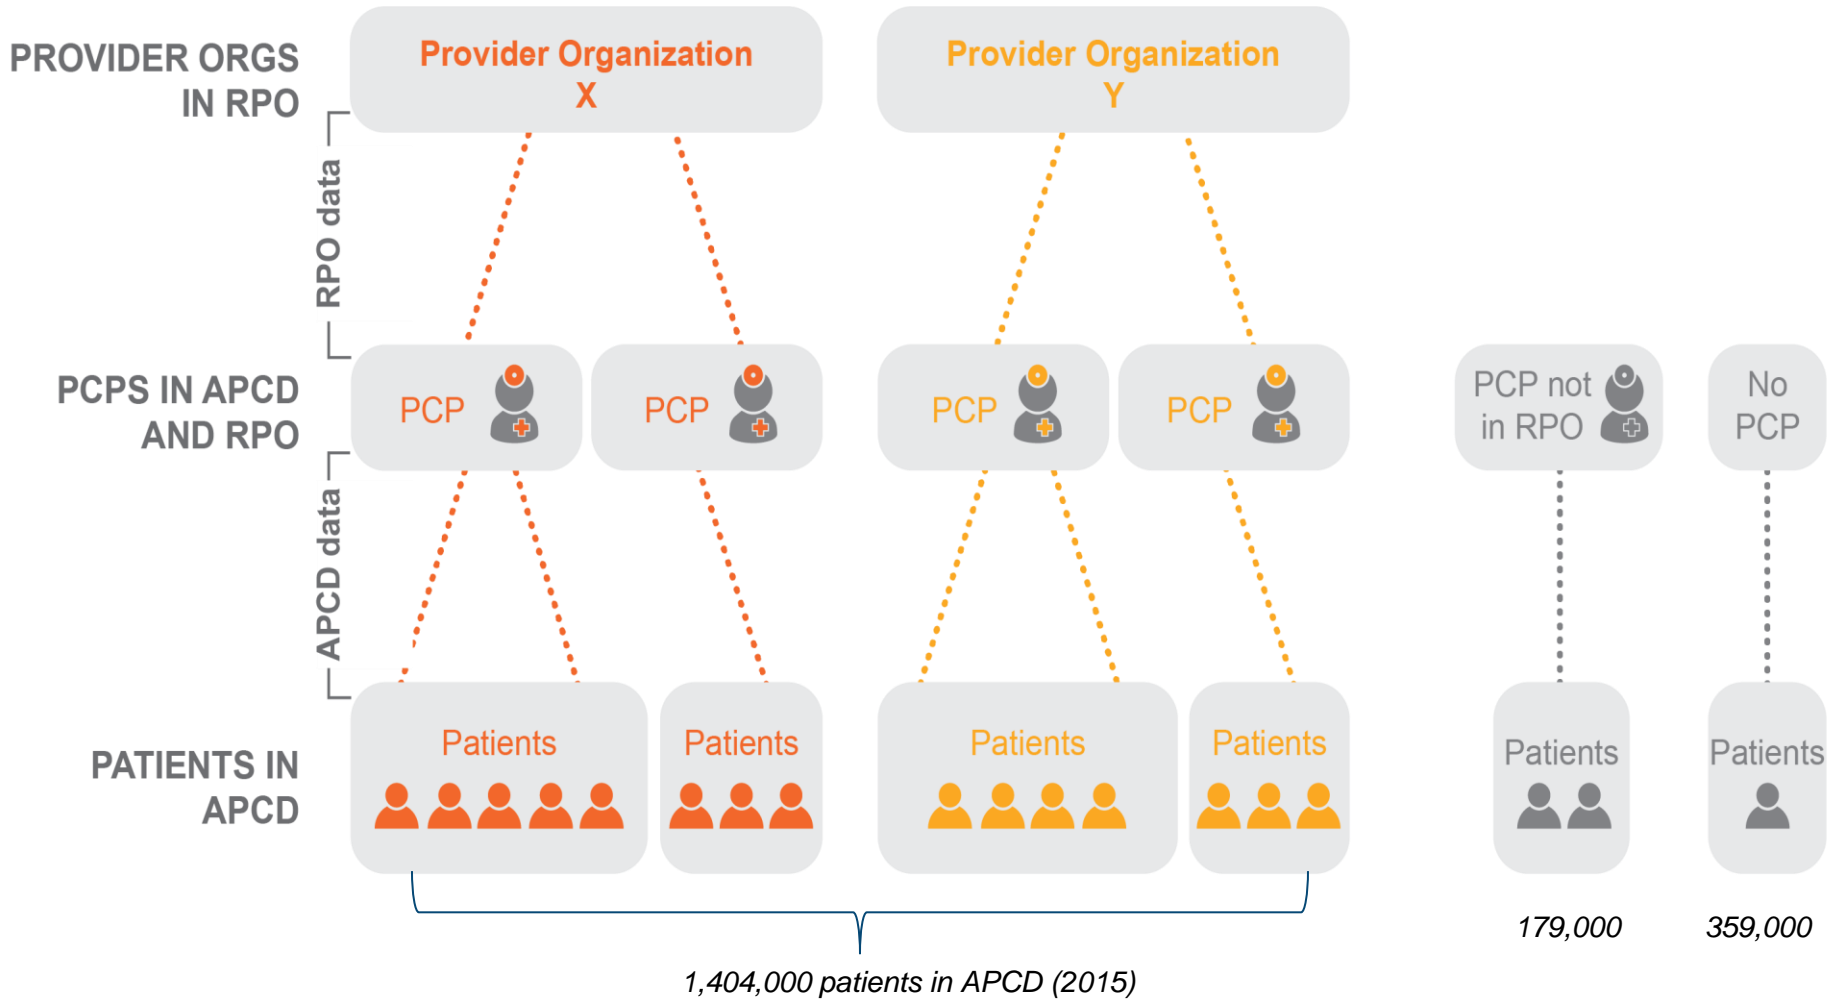 PROVIDER ORGS
IN RPO
Provider Organization
X
Provider Organization
Y
RPO data
PCPS IN APCD
AND RPO
PCP
PCP
PCP
PCP
PCP not
in RPO
No
PCP
APCD data
PATIENTS IN
APCD
Patients
Patients
Patients
Patients
Patients
Patients
179,000
359,000
1,404,000 patients in APCD (2015)